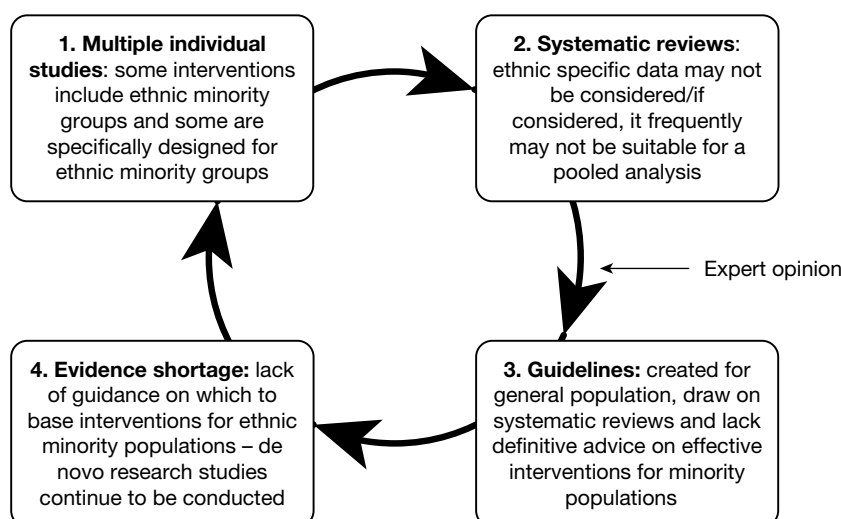 1. Multiple individual
studies: some interventions
include ethnic minority
groups and some are
specifically designed for
ethnic minority groups
2. Systematic reviews:
ethnic specific data may not
be considered/if
considered, it frequently
may not be suitable for a
pooled analysis
Expert opinion
3. Guidelines: created for
general population, draw on
systematic reviews and lack
definitive advice on effective
interventions for minority
populations
4. Evidence shortage: lack
of guidance on which to
base interventions for ethnic
minority populations – de
novo research studies
continue to be conducted